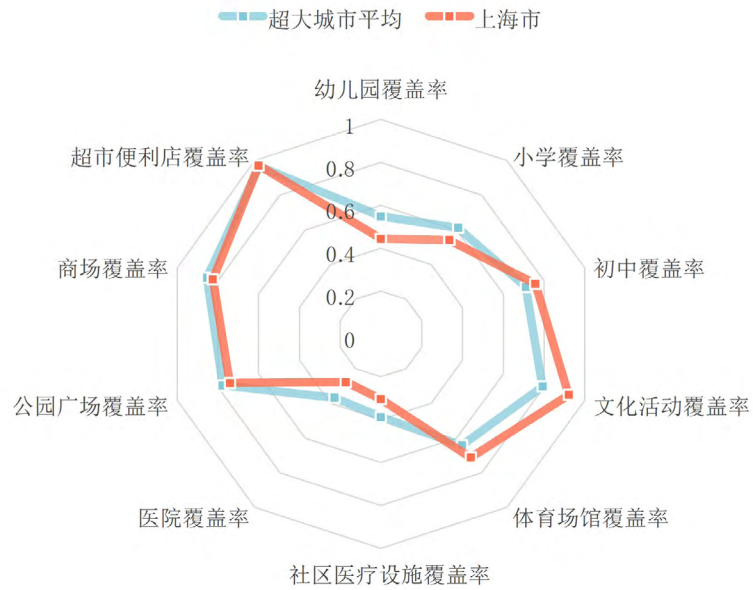 超大城市平均 上海市
幼儿园覆盖率
小学覆盖率
初中覆盖率
文化活动覆盖率
体育场馆覆盖率
社区医疗设施覆盖率
医院覆盖率
公园广场覆盖率
商场覆盖率
超市便利店覆盖率
1
0.8
0.6
0.4
0.2
0